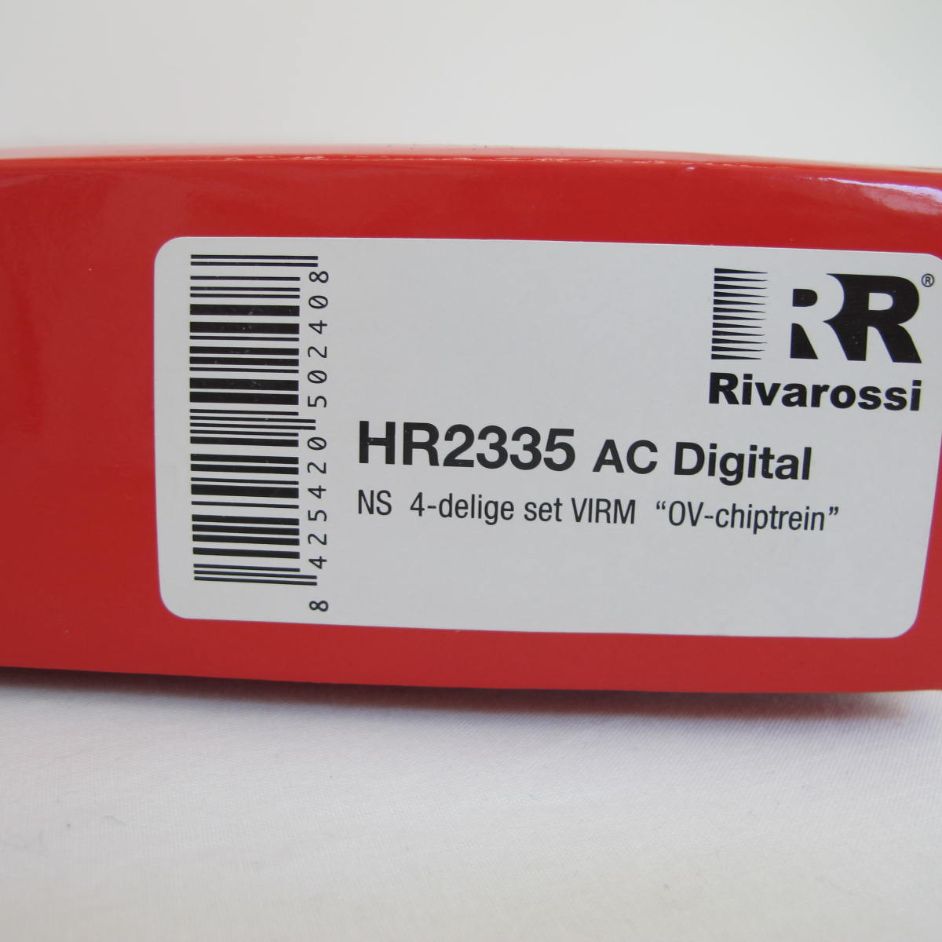 RR®
Rivarossi
HR2335 AC Digital
NS 4-delige set VIRM “OV-chiptrein”
8 425420 502408